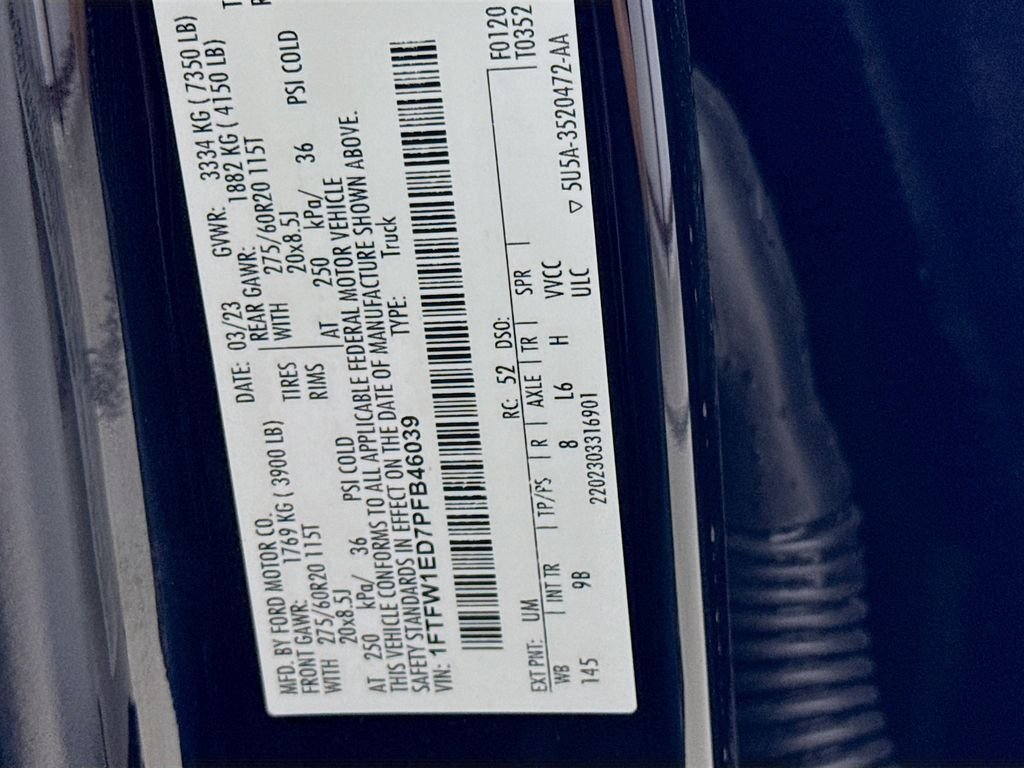 MFD. BY FORD MOTOR CO.
DATE: 03/23 GVWR: 3334 KG ( 7350 LB)
FRONT GAWR: 1769 KG ( 3900 LB) REAR GAWR: 1882 KG ( 4150 LB)
WITH 275/60R20 115T TIRES WITH 275/60R20 115T
20x8.5J RIMS 20x8.5J
AT 250 kPa/ 36 PSI COLD AT 250 kPa/ 36 PSI COLD
THIS VEHICLE CONFORMS TO ALL APPLICABLE FEDERAL MOTOR VEHICLE
SAFETY STANDARDS IN EFFECT ON THE DATE OF MANUFACTURE SHOWN ABOVE.
VIN: 1FTFW1ED7PFB46039 TYPE: Truck
F0120
EXT PNT: UM RC: 52 DSO: T0352
WB INT TR TP/PS R AXLE TR SPR
145 9B 8 L6 H VVCC
2202303316901 ULC ▽ 5U5A-3520472-AA